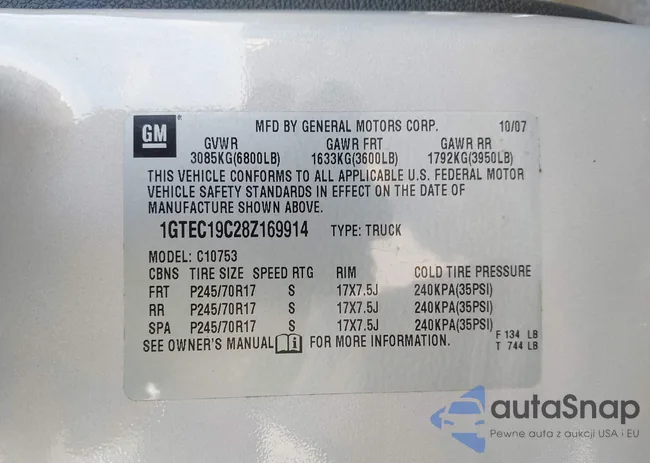 GM
MFD BY GENERAL MOTORS CORP. 10/07
GVWR GAWR FRT GAWR RR
3085KG(6800LB) 1633KG(3600LB) 1792KG(3950LB)
THIS VEHICLE CONFORMS TO ALL APPLICABLE U.S. FEDERAL MOTOR
VEHICLE SAFETY STANDARDS IN EFFECT ON THE DATE OF
MANUFACTURE SHOWN ABOVE.
1GTEC19C28Z169914 TYPE: TRUCK
MODEL: C10753
CBNS TIRE SIZE SPEED RTG RIM COLD TIRE PRESSURE
FRT P245/70R17 S 17X7.5J 240KPA(35PSI)
RR P245/70R17 S 17X7.5J 240KPA(35PSI)
SPA P245/70R17 S 17X7.5J 240KPA(35PSI)
SEE OWNER'S MANUAL FOR MORE INFORMATION.
F 134 LB
T 744 LB
autaSnap
Pewne auta z aukcji USA i EU